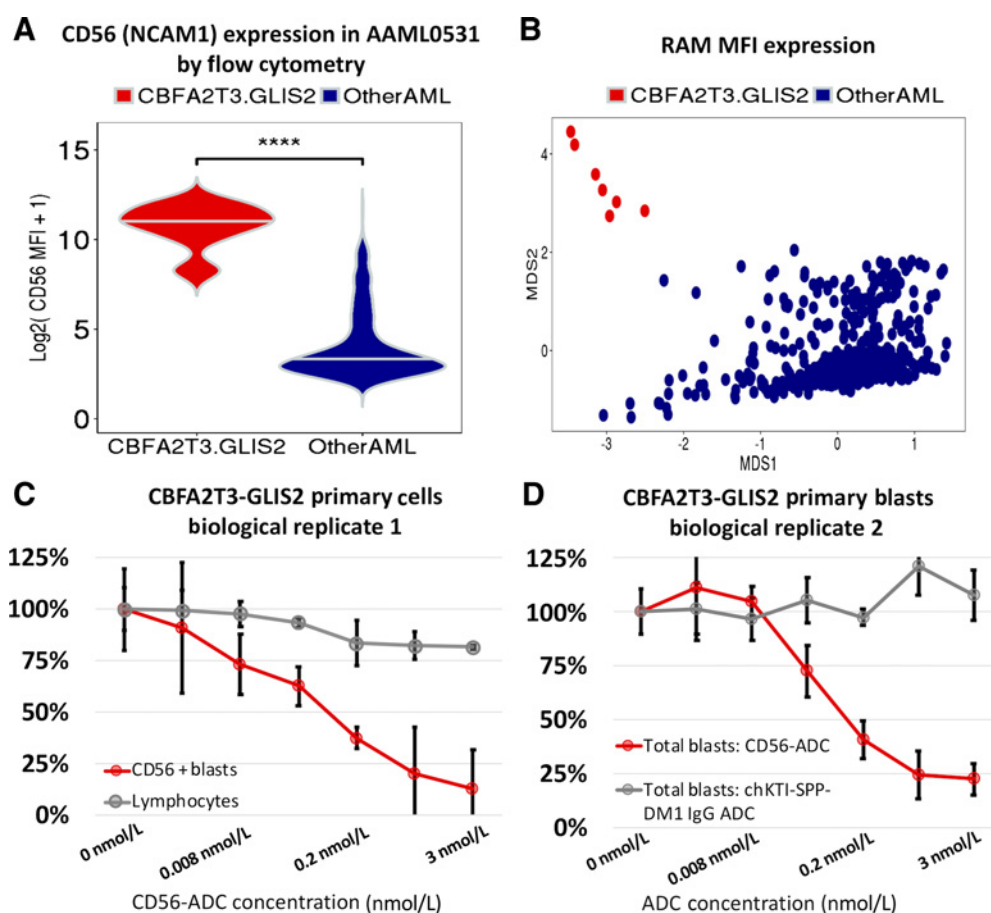 A
CD56 (NCAM1) expression in AAML0531
by flow cytometry
CBFA2T3.GLIS2 OtherAML
15
10
5
0
Log2( CD56 MFI + 1)
****
CBFA2T3.GLIS2 OtherAML
B
RAM MFI expression
CBFA2T3.GLIS2 OtherAML
4
2
0
MDS2
-3 -2 -1 0 1
MDS1
C
CBFA2T3-GLIS2 primary cells
biological replicate 1
125%
100%
75%
50%
25%
0%
CD56 + blasts
Lymphocytes
0 nmol/L 0.008 nmol/L 0.2 nmol/L 3 nmol/L
CD56-ADC concentration (nmol/L)
D
CBFA2T3-GLIS2 primary blasts
biological replicate 2
125%
100%
75%
50%
25%
0%
Total blasts: CD56-ADC
Total blasts: chKTI-SPP-
DM1 IgG ADC
0 nmol/L 0.008 nmol/L 0.2 nmol/L 3 nmol/L
ADC concentration (nmol/L)